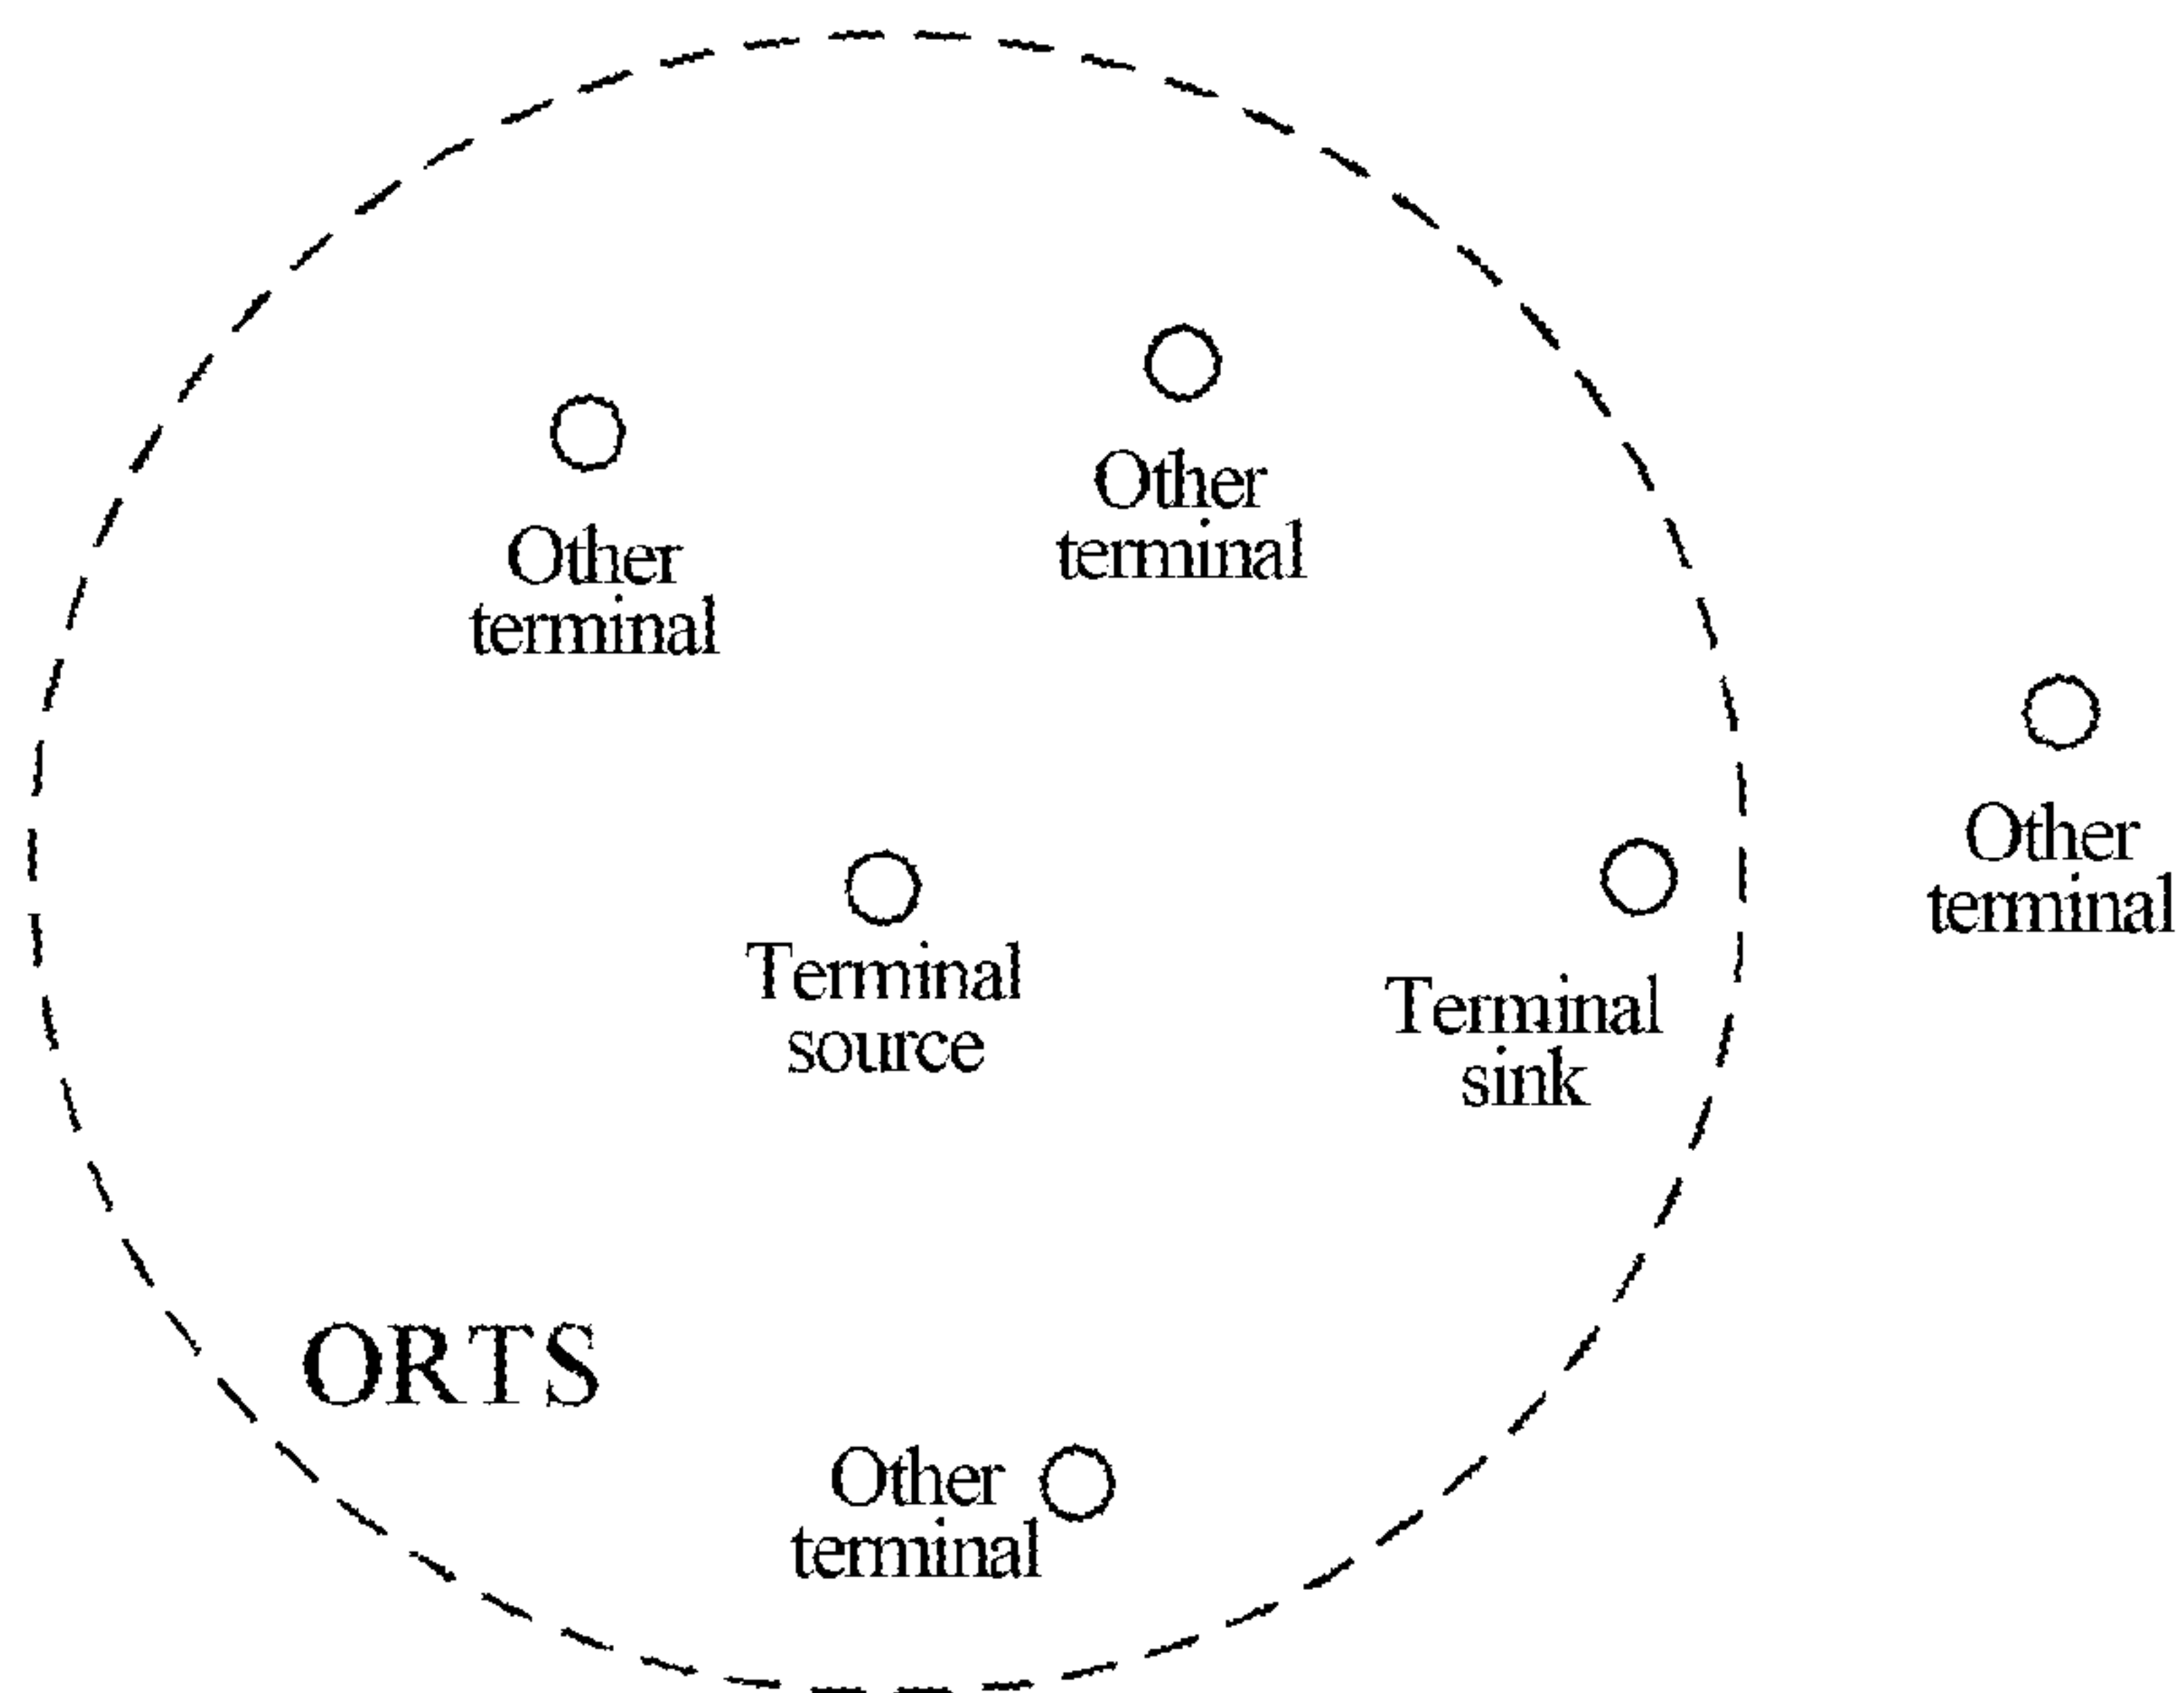 Other
terminal
Other
terminal
Other
terminal
Terminal
source
Terminal
sink
ORTS
Other
terminal